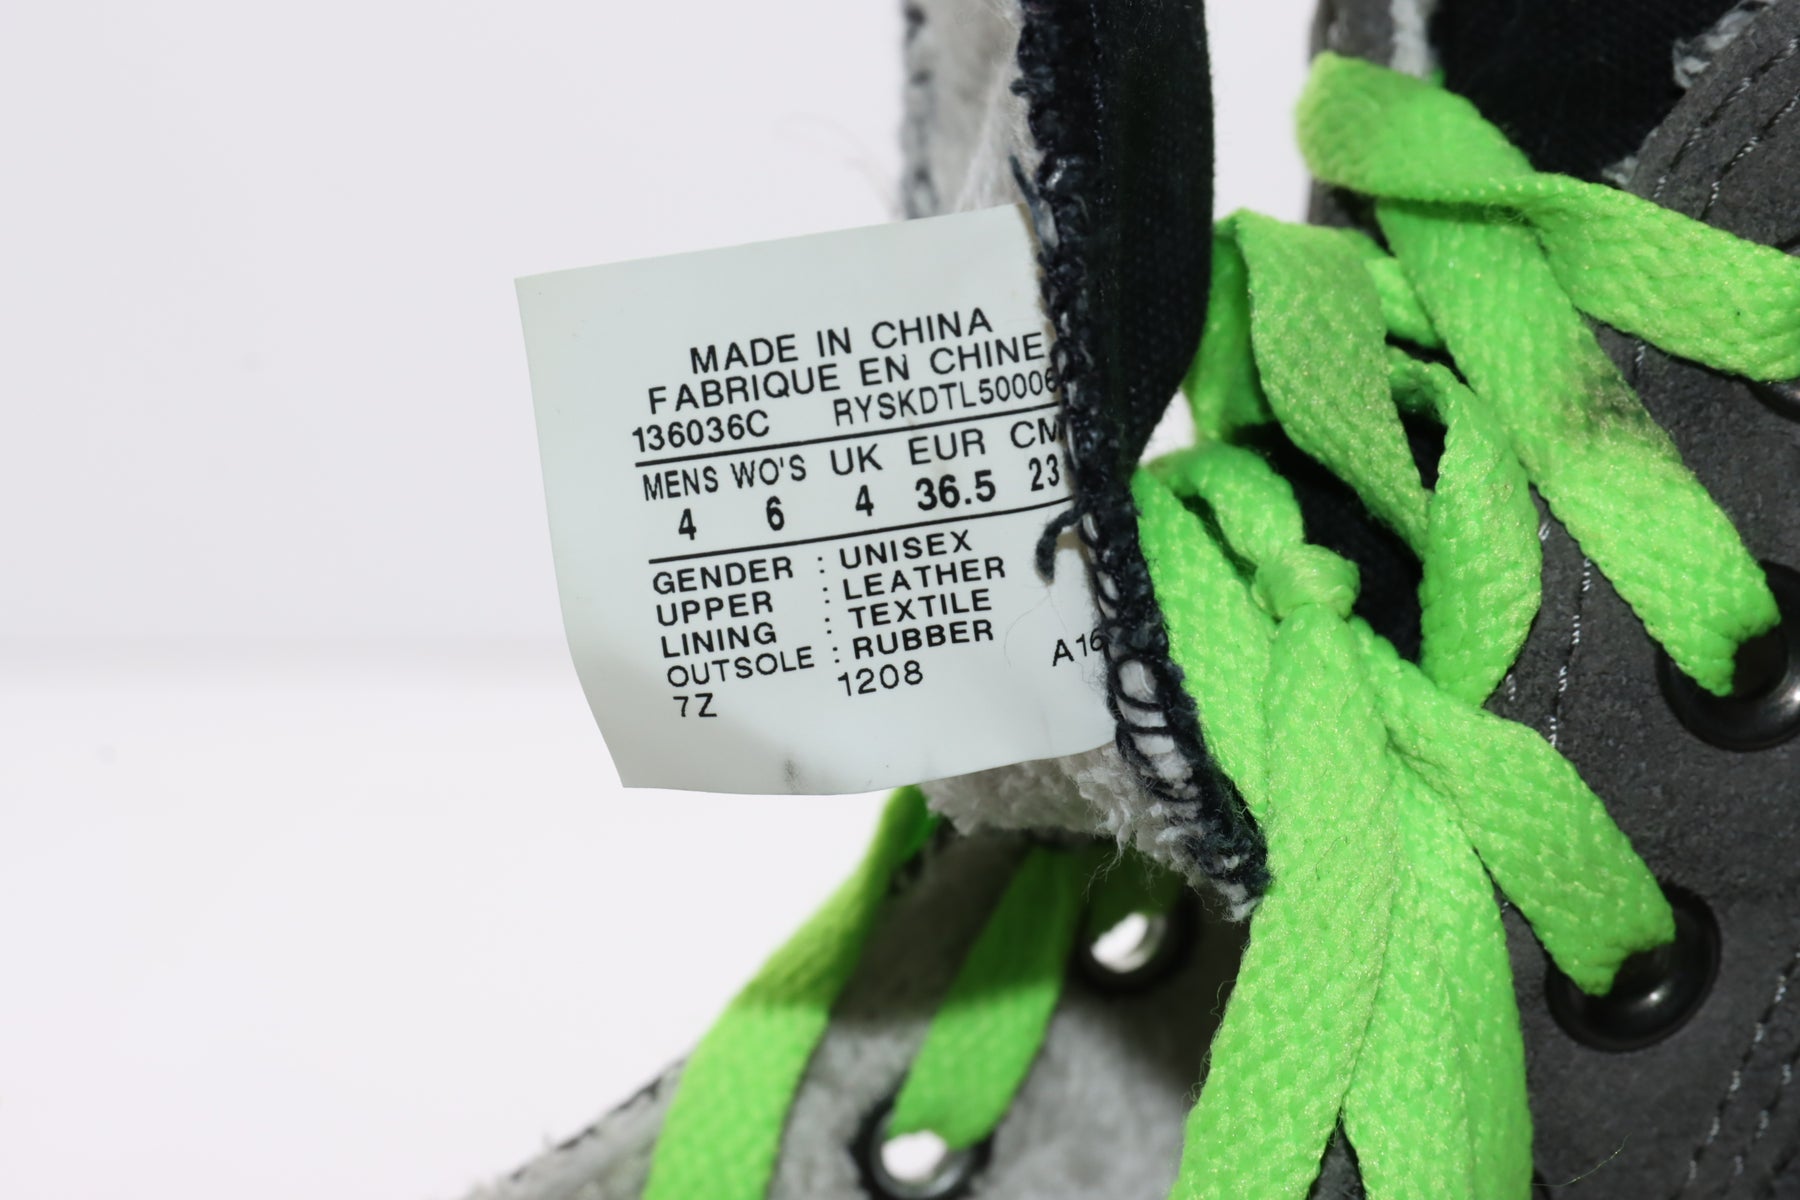 MADE IN CHINA
FABRIQUE EN CHINE
136036C RYSKDTL50006
MENS WO'S UK EUR CM
4 6 4 36.5 23
GENDER : UNISEX
UPPER : LEATHER
LINING : TEXTILE
OUTSOLE : RUBBER
7Z 1208 A16